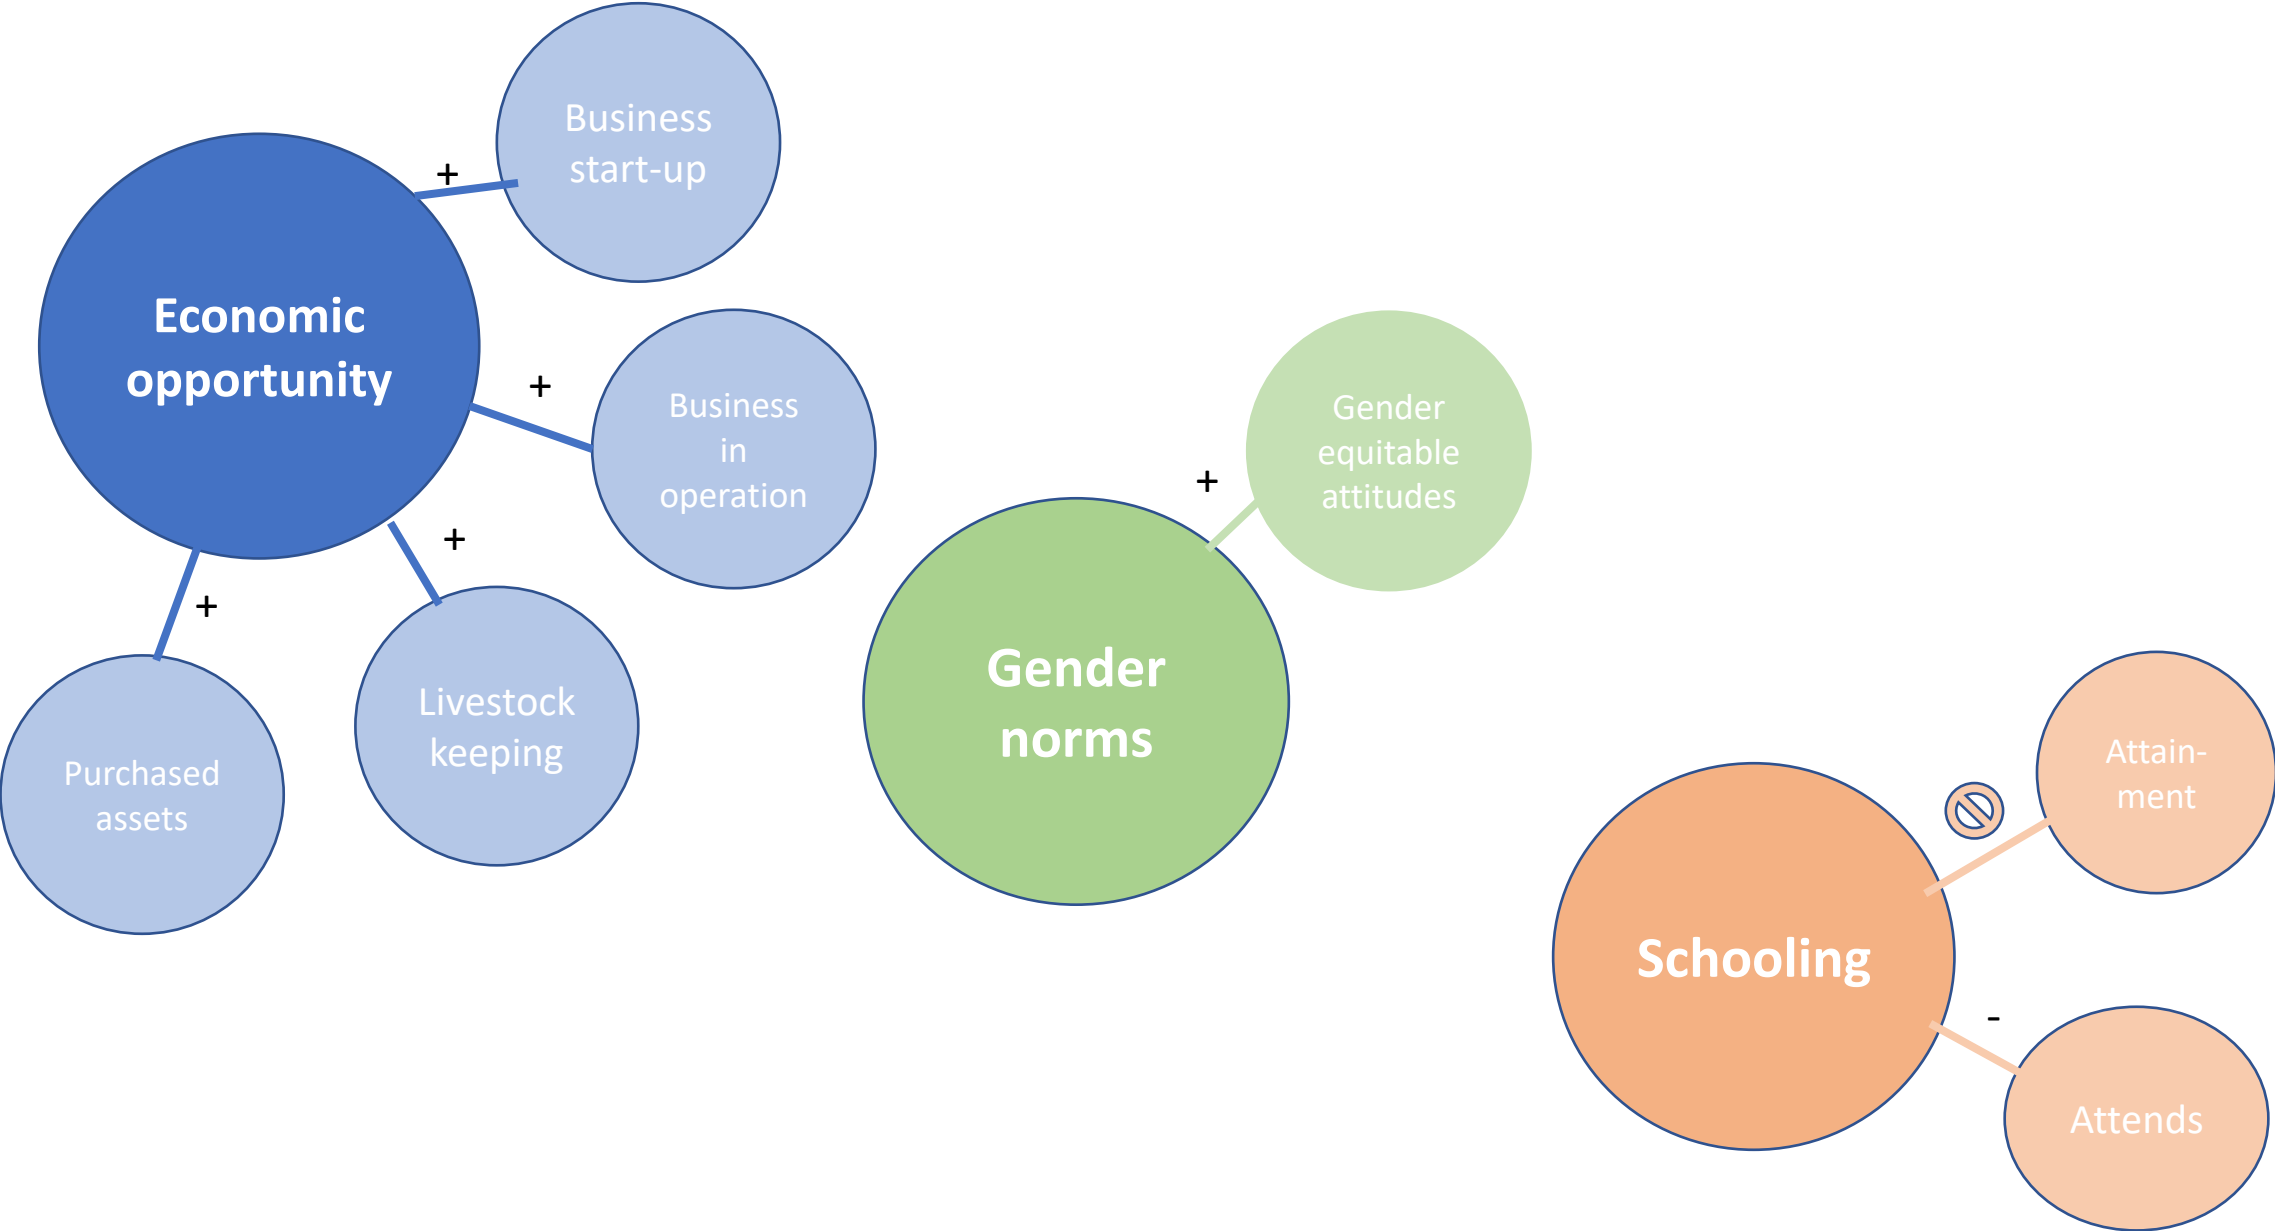 Business
start-up
+
Economic
opportunity
+
Business
in
operation
+
Livestock
keeping
+
Purchased
assets
+
Gender
equitable
attitudes
Gender
norms
Attain-
ment
Schooling
-
Attends